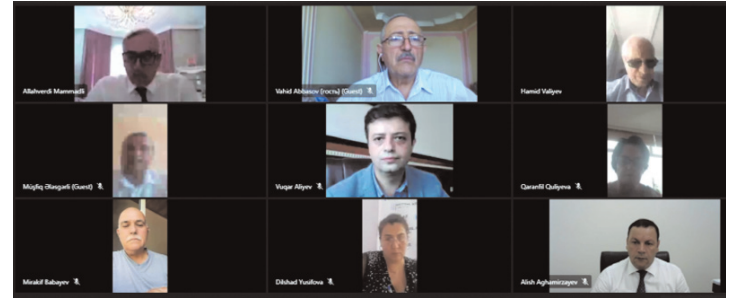 Allahverdi Mammadli
Vahid Abbasov (гость) (Guest)
Hamid Valiyev
Müşfiq Ələsgərli (Guest)
Vuqar Aliyev
Qaranfil Quliyeva
Mirakif Babayev
Dilshad Yusifova
Alish Aghamirzayev